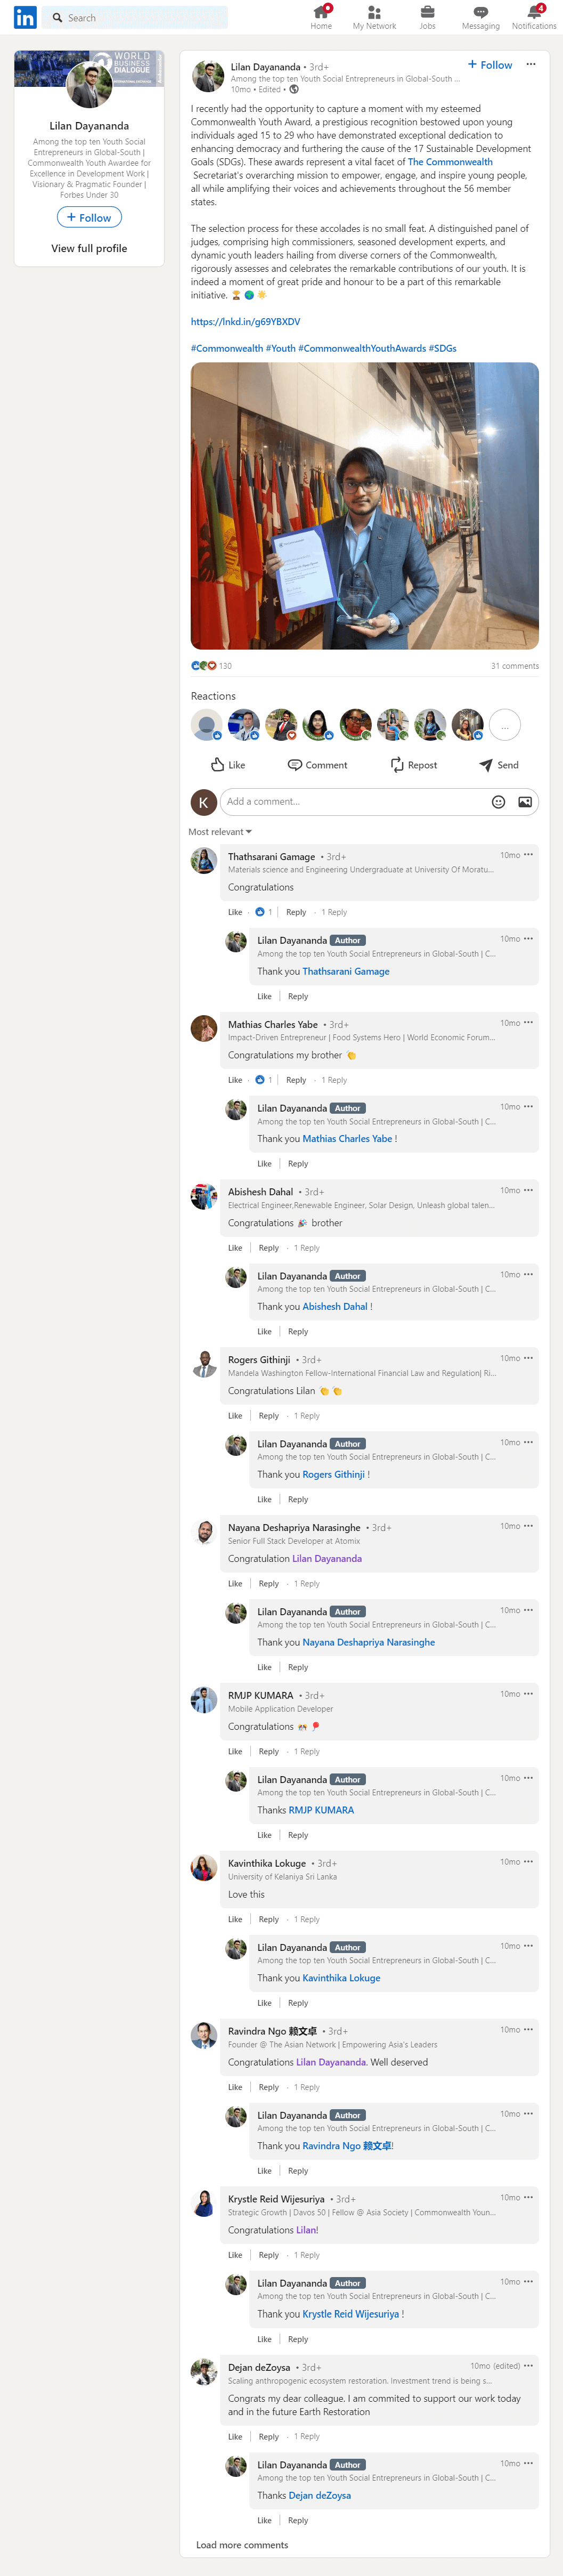 in
Search
Home
My Network
Jobs
Messaging
4
Notifications
WORLD
BUSINESS
DIALOGUE
Lilan Dayananda
Among the top ten Youth Social
Entrepreneurs in Global-South |
Commonwealth Youth Awardee for
Excellence in Development Work |
Visionary & Pragmatic Founder |
Forbes Under 30
+ Follow
View full profile
Lilan Dayananda • 3rd+
Among the top ten Youth Social Entrepreneurs in Global-South ...
10mo • Edited •
+ Follow
I recently had the opportunity to capture a moment with my esteemed
Commonwealth Youth Award, a prestigious recognition bestowed upon young
individuals aged 15 to 29 who have demonstrated exceptional dedication to
enhancing democracy and furthering the cause of the 17 Sustainable Development
Goals (SDGs). These awards represent a vital facet of The Commonwealth
Secretariat's overarching mission to empower, engage, and inspire young people,
all while amplifying their voices and achievements throughout the 56 member
states.
The selection process for these accolades is no small feat. A distinguished panel of
judges, comprising high commissioners, seasoned development experts, and
dynamic youth leaders hailing from diverse corners of the Commonwealth,
rigorously assesses and celebrates the remarkable contributions of our youth. It is
indeed a moment of great pride and honour to be a part of this remarkable
initiative. 🏆 🌍 🌟
https://lnkd.in/g69YBXDV
#Commonwealth #Youth #CommonwealthYouthAwards #SDGs
130
31 comments
Reactions
...
Like
Comment
Repost
Send
K
Add a comment...
Most relevant
Thathsarani Gamage • 3rd+
10mo
Materials science and Engineering Undergraduate at University Of Moratu...
Congratulations
Like · 1 | Reply · 1 Reply
Lilan Dayananda Author
10mo
Among the top ten Youth Social Entrepreneurs in Global-South | C...
Thank you Thathsarani Gamage
Like | Reply
Mathias Charles Yabe • 3rd+
10mo
Impact-Driven Entrepreneur | Food Systems Hero | World Economic Forum...
Congratulations my brother 👏
Like · 1 | Reply · 1 Reply
Lilan Dayananda Author
10mo
Among the top ten Youth Social Entrepreneurs in Global-South | C...
Thank you Mathias Charles Yabe !
Like | Reply
Abishesh Dahal • 3rd+
10mo
Electrical Engineer,Renewable Engineer, Solar Design, Unleash global talen...
Congratulations 🎉 brother
Like | Reply · 1 Reply
Lilan Dayananda Author
10mo
Among the top ten Youth Social Entrepreneurs in Global-South | C...
Thank you Abishesh Dahal !
Like | Reply
Rogers Githinji • 3rd+
10mo
Mandela Washington Fellow-International Financial Law and Regulation| Ri...
Congratulations Lilan 👏 👏
Like | Reply · 1 Reply
Lilan Dayananda Author
10mo
Among the top ten Youth Social Entrepreneurs in Global-South | C...
Thank you Rogers Githinji !
Like | Reply
Nayana Deshapriya Narasinghe • 3rd+
10mo
Senior Full Stack Developer at Atomix
Congratulation Lilan Dayananda
Like | Reply · 1 Reply
Lilan Dayananda Author
10mo
Among the top ten Youth Social Entrepreneurs in Global-South | C...
Thank you Nayana Deshapriya Narasinghe
Like | Reply
RMJP KUMARA • 3rd+
10mo
Mobile Application Developer
Congratulations 👯 🎈
Like | Reply · 1 Reply
Lilan Dayananda Author
10mo
Among the top ten Youth Social Entrepreneurs in Global-South | C...
Thanks RMJP KUMARA
Like | Reply
Kavinthika Lokuge • 3rd+
10mo
University of Kelaniya Sri Lanka
Love this
Like | Reply · 1 Reply
Lilan Dayananda Author
10mo
Among the top ten Youth Social Entrepreneurs in Global-South | C...
Thank you Kavinthika Lokuge
Like | Reply
Ravindra Ngo 赖文卓 • 3rd+
10mo
Founder @ The Asian Network | Empowering Asia's Leaders
Congratulations Lilan Dayananda. Well deserved
Like | Reply · 1 Reply
Lilan Dayananda Author
10mo
Among the top ten Youth Social Entrepreneurs in Global-South | C...
Thank you Ravindra Ngo 赖文卓!
Like | Reply
Krystle Reid Wijesuriya • 3rd+
10mo
Strategic Growth | Davos 50 | Fellow @ Asia Society | Commonwealth Youn...
Congratulations Lilan!
Like | Reply · 1 Reply
Lilan Dayananda Author
10mo
Among the top ten Youth Social Entrepreneurs in Global-South | C...
Thank you Krystle Reid Wijesuriya !
Like | Reply
Dejan deZoysa • 3rd+
10mo (edited)
Scaling anthropogenic ecosystem restoration. Investment trend is being s...
Congrats my dear colleague. I am commited to support our work today
and in the future Earth Restoration
Like | Reply · 1 Reply
Lilan Dayananda Author
10mo
Among the top ten Youth Social Entrepreneurs in Global-South | C...
Thanks Dejan deZoysa
Like | Reply
Load more comments